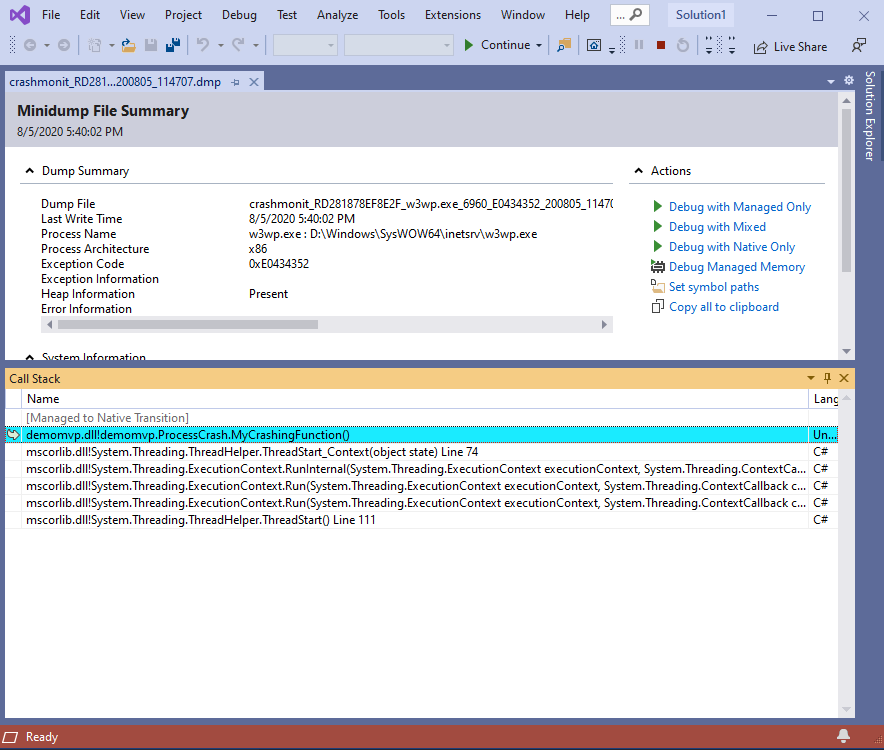 File Edit View Project Debug Test Analyze Tools Extensions Window Help ... Solution1
Continue Live Share
crashmonit_RD281...200805_114707.dmp
Solution Explorer
Minidump File Summary
8/5/2020 5:40:02 PM
Dump Summary
Actions
Dump File crashmonit_RD281878EF8E2F_w3wp.exe_6960_E0434352_200805_11470
Last Write Time 8/5/2020 5:40:02 PM
Process Name w3wp.exe : D:\Windows\SysWOW64\inetsrv\w3wp.exe
Process Architecture x86
Exception Code 0xE0434352
Exception Information
Heap Information Present
Error Information
Debug with Managed Only
Debug with Mixed
Debug with Native Only
Debug Managed Memory
Set symbol paths
Copy all to clipboard
System Information
Call Stack
Name Lang
[Managed to Native Transition]
demomvp.dll!demomvp.ProcessCrash.MyCrashingFunction() Un...
mscorlib.dll!System.Threading.ThreadHelper.ThreadStart_Context(object state) Line 74 C#
mscorlib.dll!System.Threading.ExecutionContext.RunInternal(System.Threading.ExecutionContext executionContext, System.Threading.ContextCa... C#
mscorlib.dll!System.Threading.ExecutionContext.Run(System.Threading.ExecutionContext executionContext, System.Threading.ContextCallback c... C#
mscorlib.dll!System.Threading.ExecutionContext.Run(System.Threading.ExecutionContext executionContext, System.Threading.ContextCallback c... C#
mscorlib.dll!System.Threading.ThreadHelper.ThreadStart() Line 111 C#
Ready